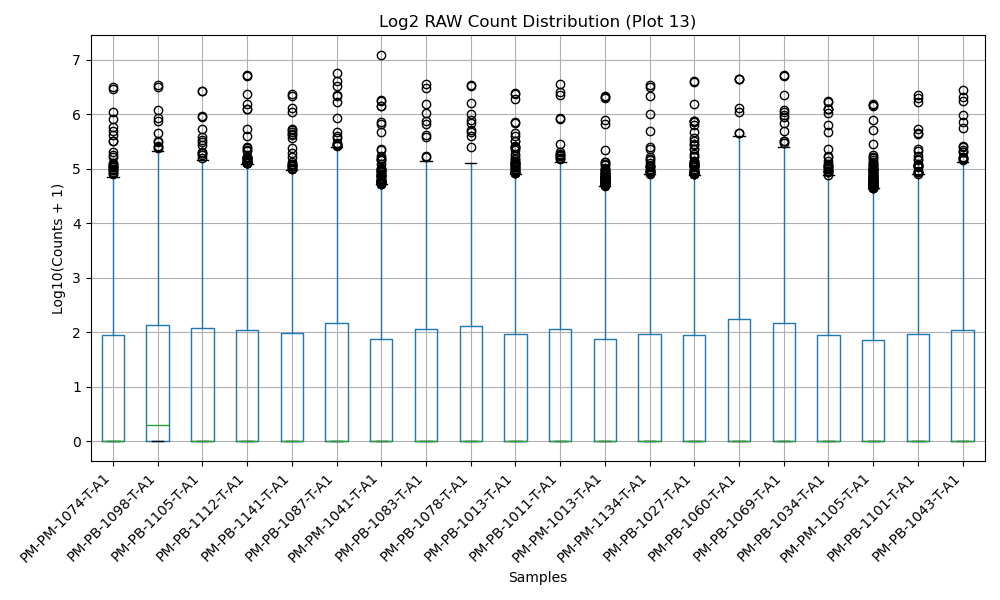 Log2 RAW Count Distribution (Plot 13)
Log10(Counts + 1)
7
6
5
4
3
2
1
0
PM-PM-1074-T-A1
PM-PB-1098-T-A1
PM-PB-1105-T-A1
PM-PB-1112-T-A1
PM-PB-1141-T-A1
PM-PB-1087-T-A1
PM-PM-1041-T-A1
PM-PB-1083-T-A1
PM-PB-1078-T-A1
PM-PB-1013-T-A1
PM-PB-1011-T-A1
PM-PM-1013-T-A1
PM-PM-1134-T-A1
PM-PB-1027-T-A1
PM-PB-1060-T-A1
PM-PB-1069-T-A1
PM-PB-1034-T-A1
PM-PM-1105-T-A1
PM-PB-1101-T-A1
PM-PB-1043-T-A1
Samples